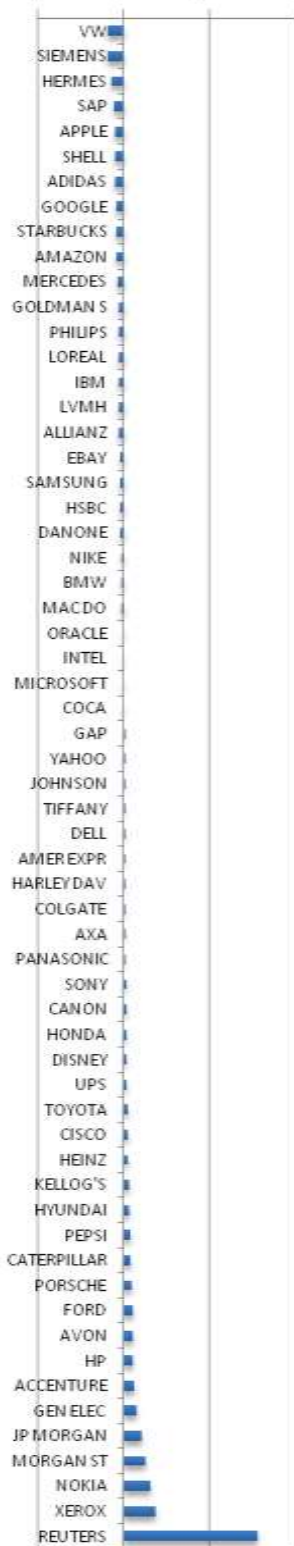 VW
SIEMENS
HERMES
SAP
APPLE
SHELL
ADIDAS
GOOGLE
STARBUCKS
AMAZON
MERCEDES
GOLDMAN S
PHILIPS
LOREAL
IBM
LVMH
ALLIANZ
EBAY
SAMSUNG
HSBC
DANONE
NIKE
BMW
MACDO
ORACLE
INTEL
MICROSOFT
COCA
GAP
YAHOO
JOHNSON
TIFFANY
DELL
AMER EXPR
HARLEY DAV
COLGATE
AXA
PANASONIC
SONY
CANON
HONDA
DISNEY
UPS
TOYOTA
CISCO
HEINZ
KELLOG'S
HYUNDAI
PEPSI
CATERPILLAR
PORSCHE
FORD
AVON
HP
ACCENTURE
GEN ELEC
JP MORGAN
MORGAN ST
NOKIA
XEROX
REUTERS